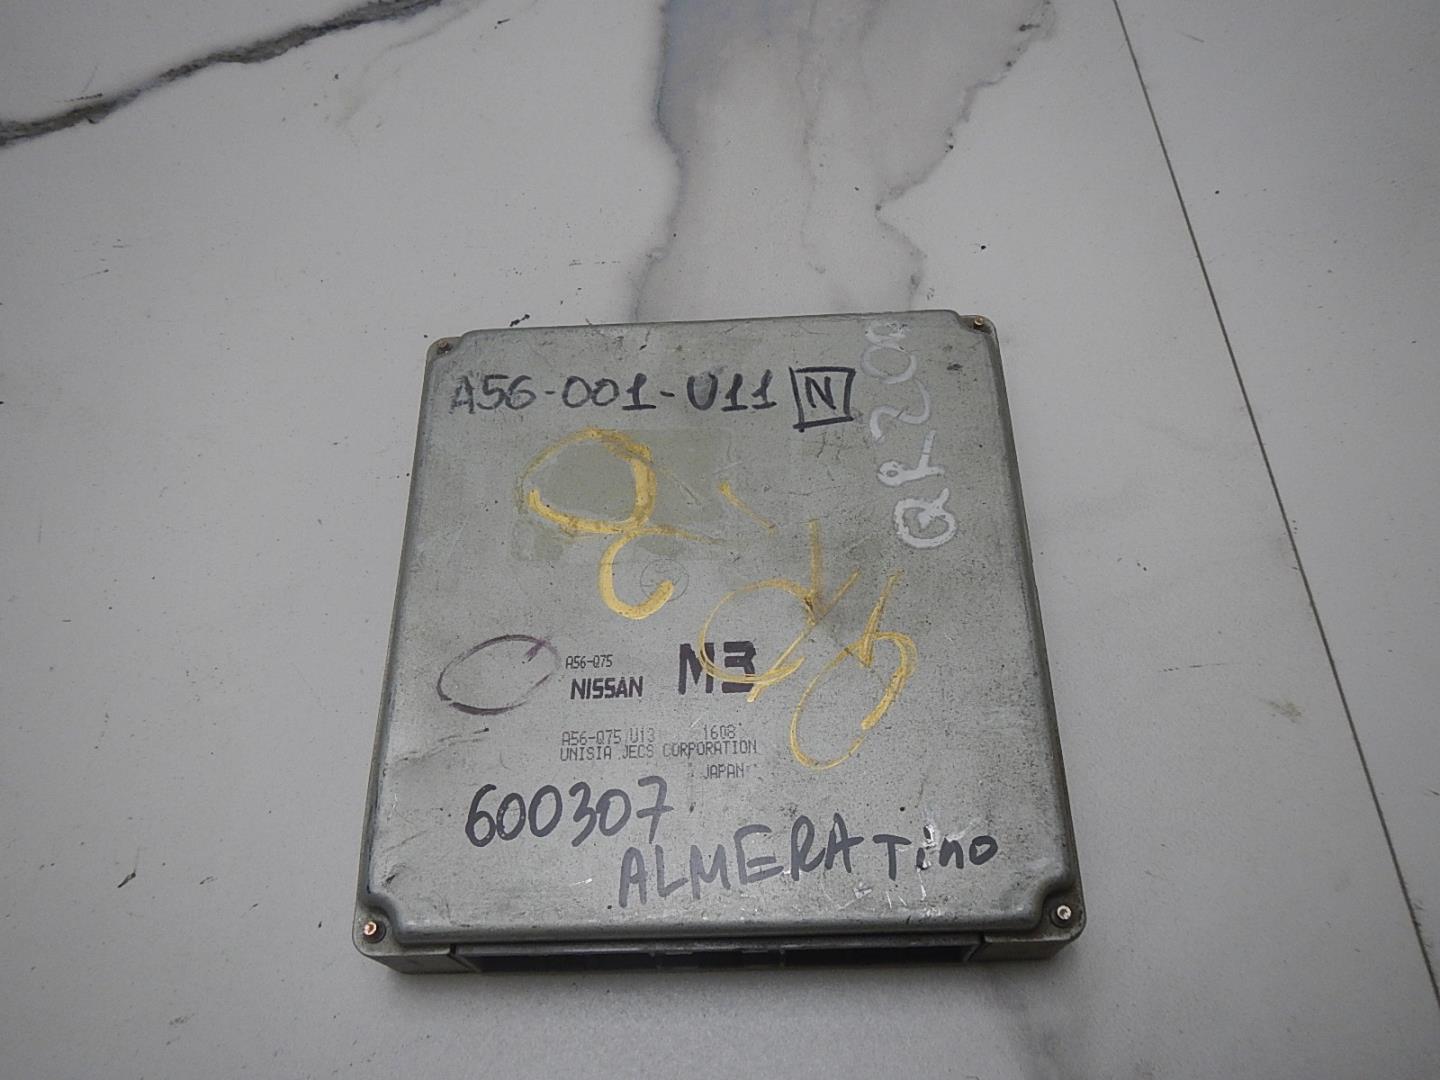 A56-001-U11 N
QR20
A56-Q75
NISSAN M3
A56-Q75 U13 1608
UNISIA JECS CORPORATION
JAPAN
600307
ALMERA Tino